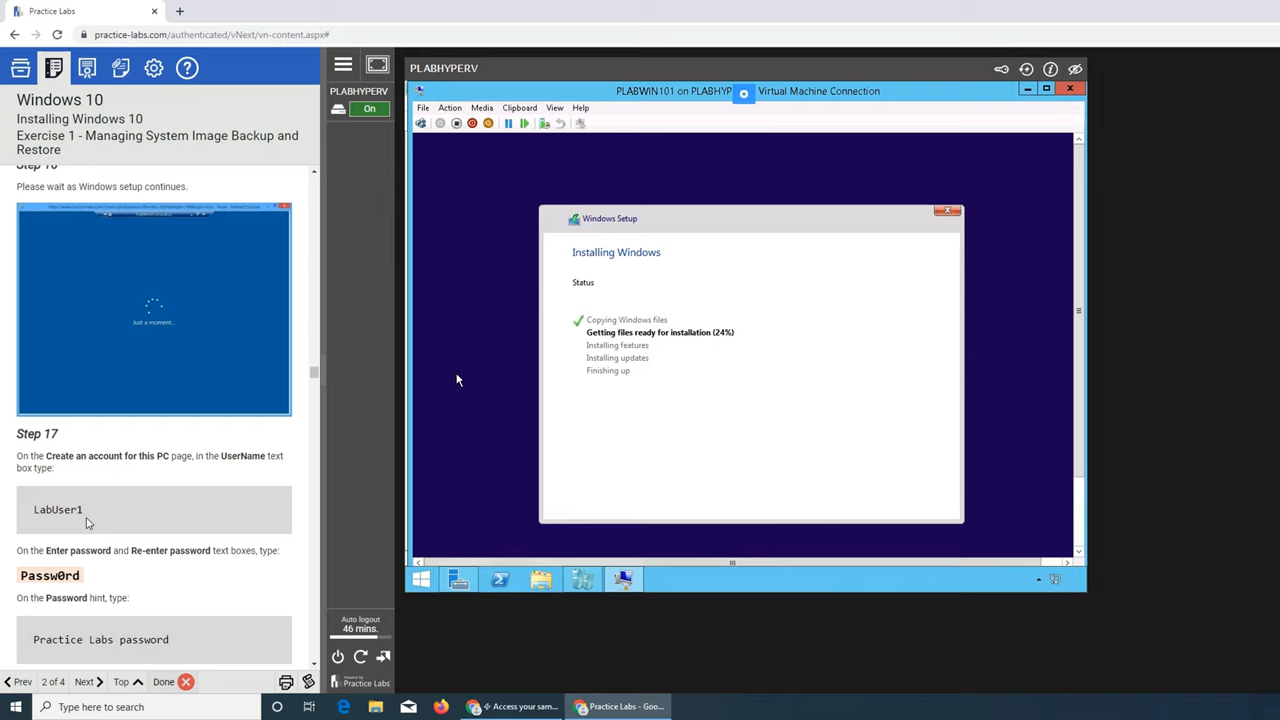 Practice Labs
practice-labs.com/authenticated/vNext/vn-content.aspx#
Windows 10
Installing Windows 10
Exercise 1 - Managing System Image Backup and
Restore
Step 16
Please wait as Windows setup continues.
Just a moment...
Step 17
On the Create an account for this PC page, in the UserName text
box type:
LabUser1
On the Enter password and Re-enter password text boxes, type:
Passw0rd
On the Password hint, type:
Practice Labs password
Prev 2 of 4 Next Top Done
PLABHYPERV
On
Auto logout
46 mins.
Powered by
Practice Labs
PLABHYPERV
PLABWIN101 on PLABHYP Virtual Machine Connection
File Action Media Clipboard View Help
Windows Setup
Installing Windows
Status
Copying Windows files
Getting files ready for installation (24%)
Installing features
Installing updates
Finishing up
Type here to search
Access your sam...
Practice Labs - Goo...